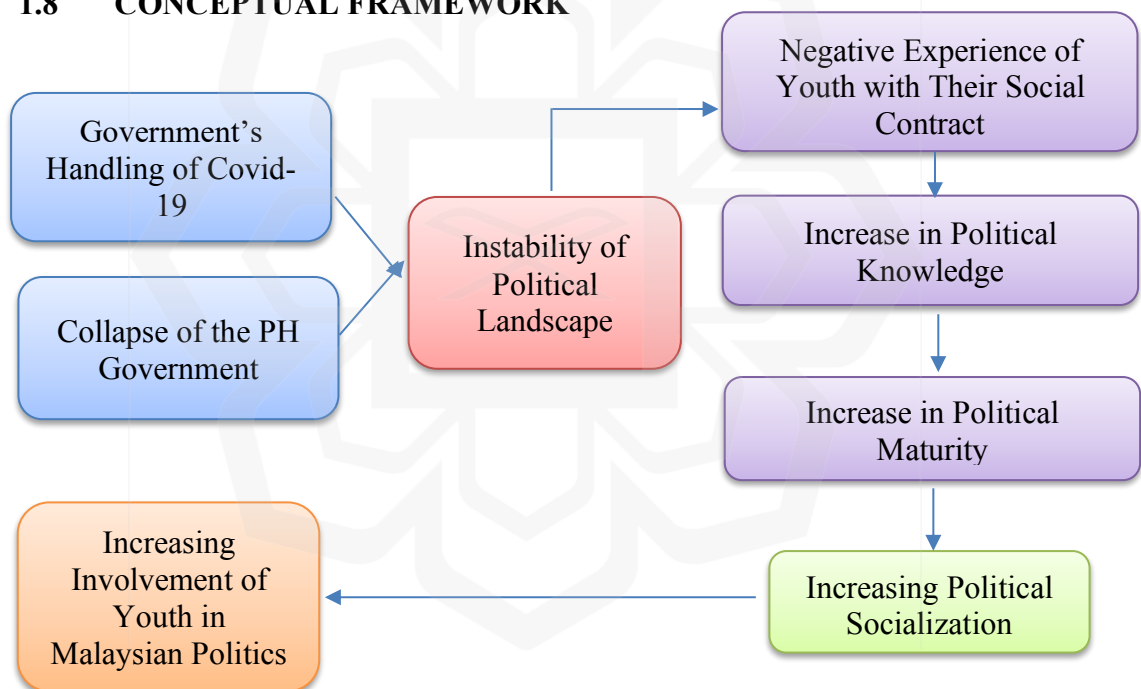 1.8 CONCEPTUAL FRAMEWORK
Government’s
Handling of Covid-
19
Collapse of the PH
Government
Instability of
Political
Landscape
Negative Experience of
Youth with Their Social
Contract
Increase in Political
Knowledge
Increase in Political
Maturity
Increasing Political
Socialization
Increasing
Involvement of
Youth in
Malaysian Politics